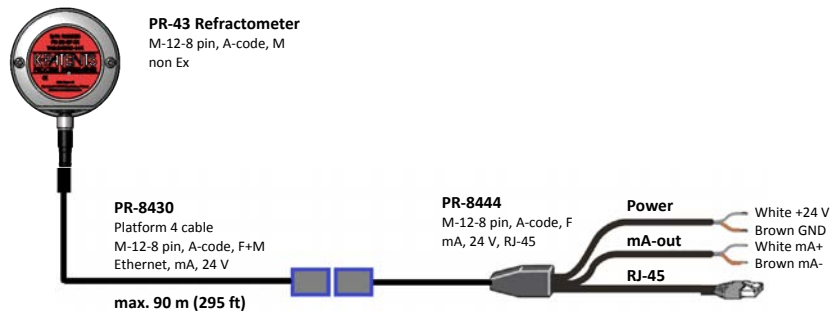 PR-43 Refractometer
M-12-8 pin, A-code, M
non Ex
PR-8430
Platform 4 cable
M-12-8 pin, A-code, F+M
Ethernet, mA, 24 V
max. 90 m (295 ft)
PR-8444
M-12-8 pin, A-code, F
mA, 24 V, RJ-45
Power
mA-out
RJ-45
White +24 V
Brown GND
White mA+
Brown mA-